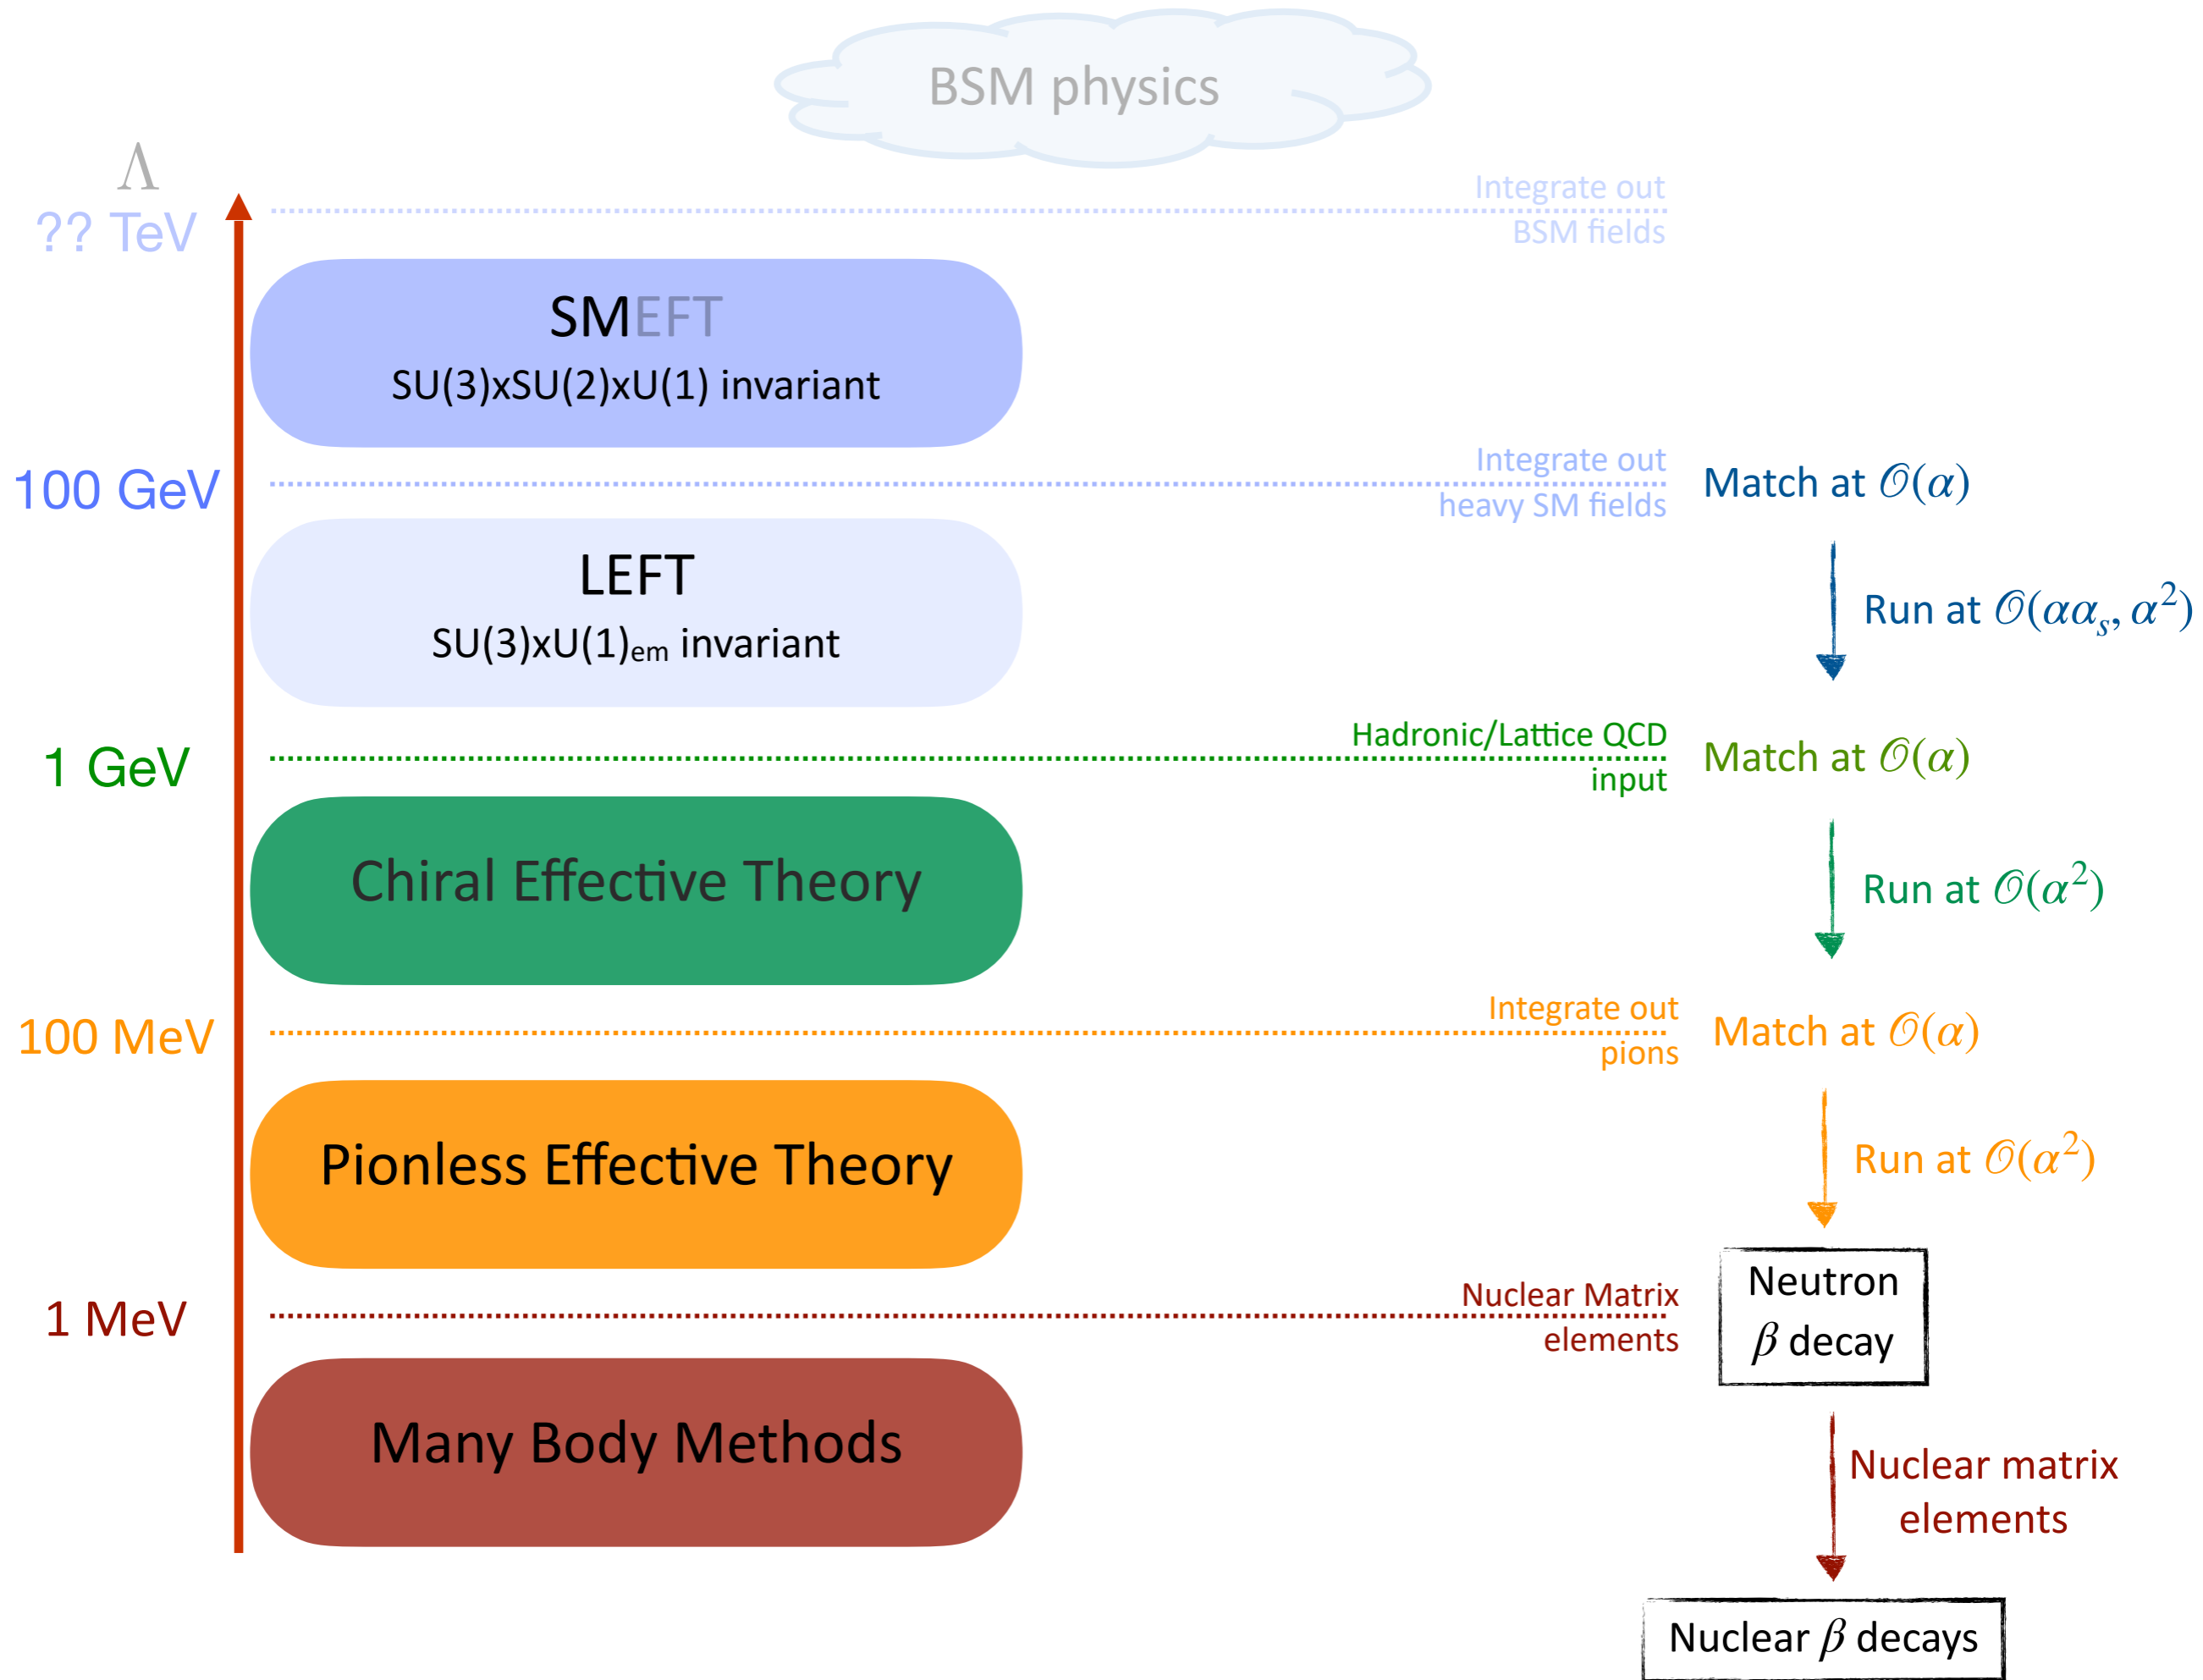 BSM physics
Λ
?? TeV
Integrate out
BSM fields
SMEFT
SU(3)xSU(2)xU(1) invariant
100 GeV
Integrate out
heavy SM fields
Match at 𝒪(α)
LEFT
SU(3)xU(1)ₑₘ invariant
Run at 𝒪(ααₛ, α²)
1 GeV
Hadronic/Lattice QCD
input
Match at 𝒪(α)
Chiral Effective Theory
Run at 𝒪(α²)
100 MeV
Integrate out
pions
Match at 𝒪(α)
Pionless Effective Theory
Run at 𝒪(α²)
1 MeV
Nuclear Matrix
elements
Neutron
β decay
Many Body Methods
Nuclear matrix
elements
Nuclear β decays